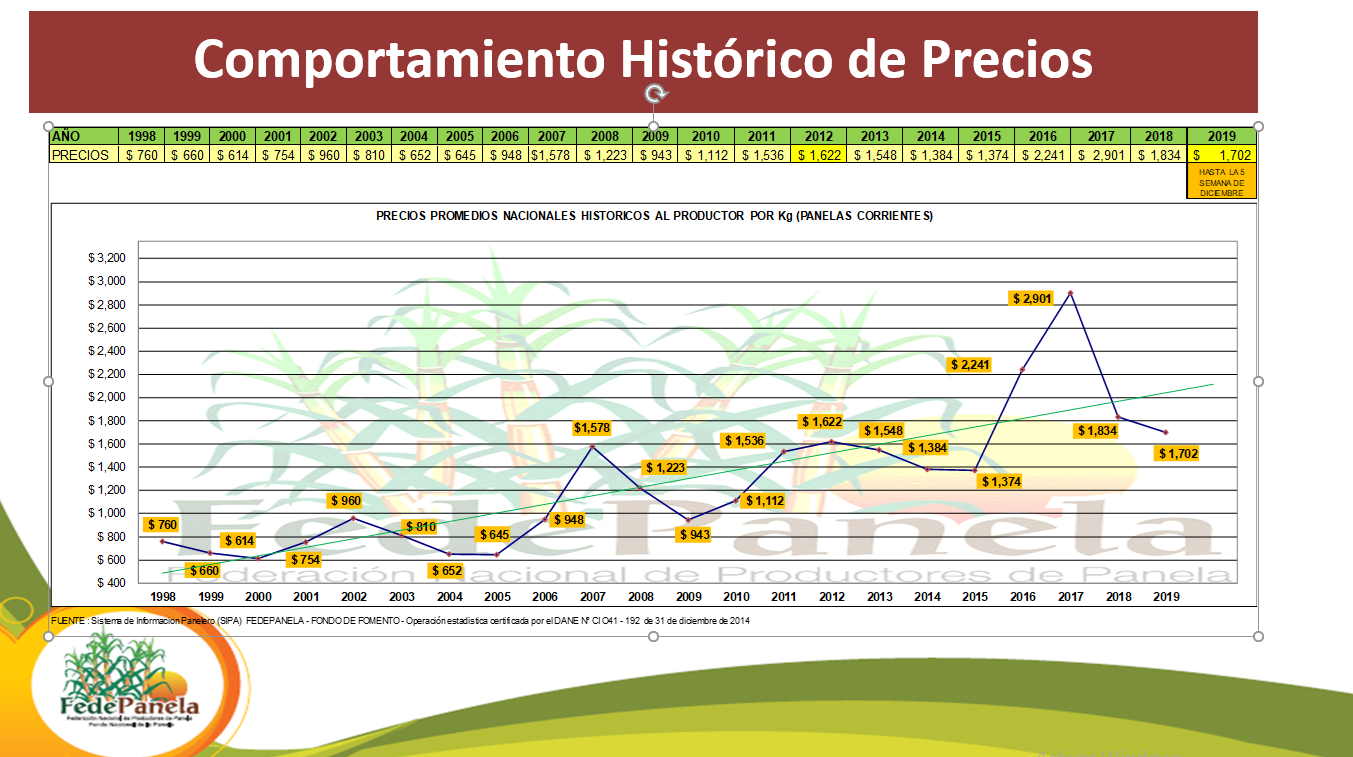 Comportamiento Histórico de Precios
AÑO 1998 1999 2000 2001 2002 2003 2004 2005 2006 2007 2008 2009 2010 2011 2012 2013 2014 2015 2016 2017 2018 2019
PRECIOS $ 760 $ 660 $ 614 $ 754 $ 960 $ 810 $ 652 $ 645 $ 948 $1,578 $ 1,223 $ 943 $ 1,112 $ 1,536 $ 1,622 $ 1,548 $ 1,384 $ 1,374 $ 2,241 $ 2,901 $ 1,834 $ 1,702
HASTA LA 5
SEMANA DE
DICIEMBRE
PRECIOS PROMEDIOS NACIONALES HISTORICOS AL PRODUCTOR POR Kg (PANELAS CORRIENTES)
$ 3,200
$ 3,000
$ 2,800
$ 2,600
$ 2,400
$ 2,200
$ 2,000
$ 1,800
$ 1,600
$ 1,400
$ 1,200
$ 1,000
$ 800
$ 600
$ 400
$ 760
$ 660
$ 614
$ 754
$ 960
$ 810
$ 652
$ 645
$ 948
$1,578
$ 1,223
$ 943
$ 1,112
$ 1,536
$ 1,622
$ 1,548
$ 1,384
$ 1,374
$ 2,241
$ 2,901
$ 1,834
$ 1,702
FedePanela
Federación Nacional de Productores de Panela
1998 1999 2000 2001 2002 2003 2004 2005 2006 2007 2008 2009 2010 2011 2012 2013 2014 2015 2016 2017 2018 2019
FUENTE : Sistema de Informacion Panelero (SIPA) FEDEPANELA - FONDO DE FOMENTO - Operación estadistica certificada por el DANE Nº CIO41 - 192 de 31 de diciembre de 2014
FedePanela
Federación Nacional de Productores de Panela